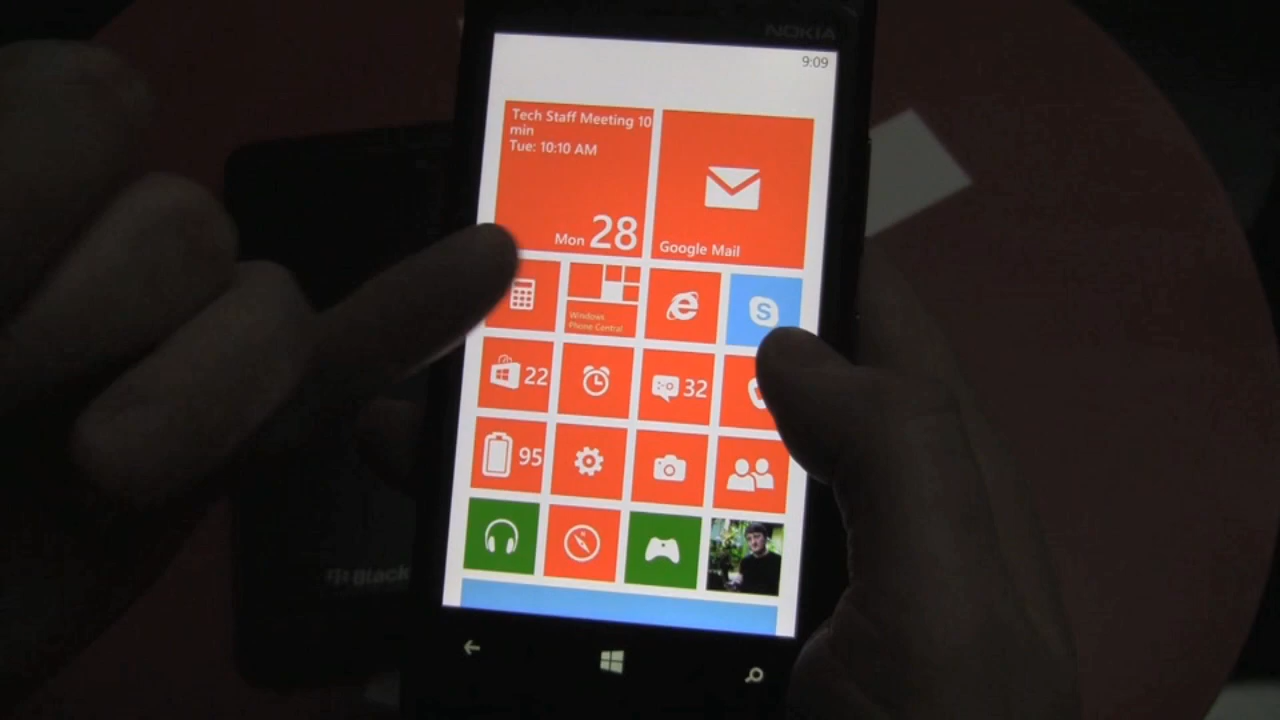 NOKIA
9:09
Tech Staff Meeting 10
min
Tue: 10:10 AM
Mon 28
Google Mail
Windows
Phone Central
22
32
95
Black